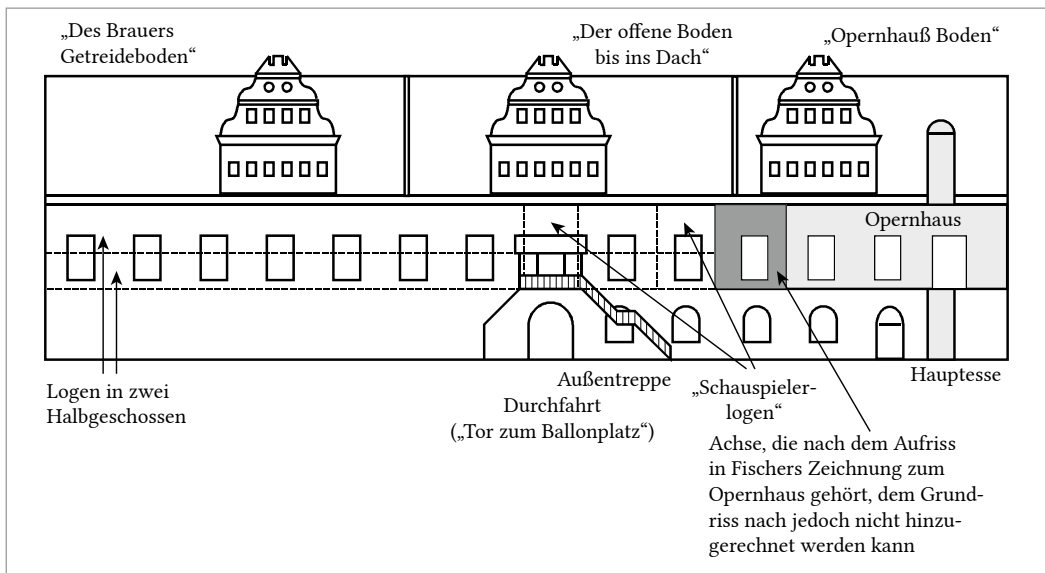 „Des Brauers
Getreideboden“
„Der offene Boden
bis ins Dach“
„Opernhauß Boden“
Opernhaus
Logen in zwei
Halbgeschossen
Außentreppe
Durchfahrt
(„Tor zum Ballonplatz“)
„Schauspieler-
logen“
Hauptesse
Achse, die nach dem Aufriss
in Fischers Zeichnung zum
Opernhaus gehört, dem Grund-
riss nach jedoch nicht hinzu-
gerechnet werden kann